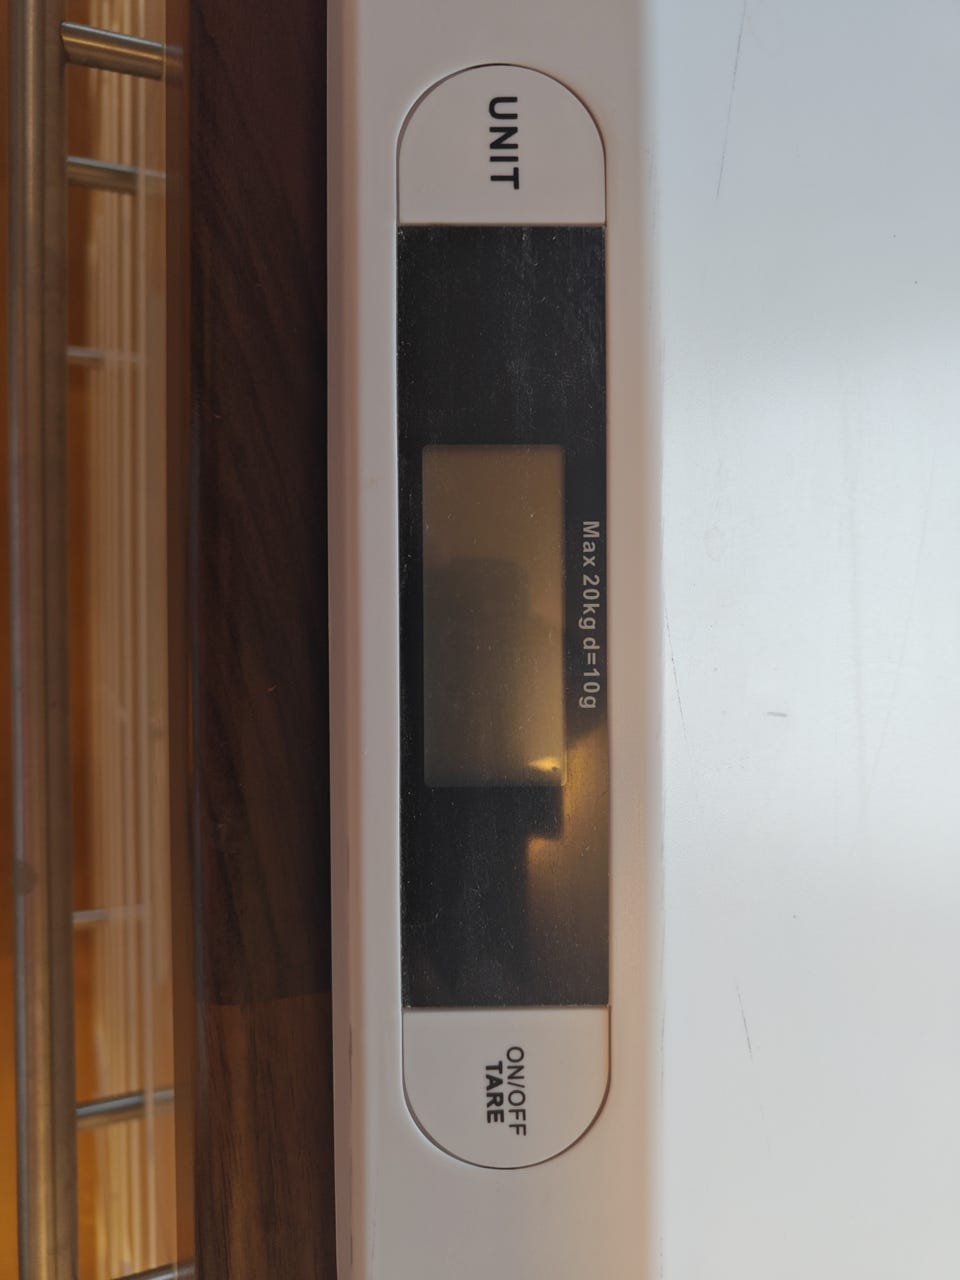 UNIT
Max 20kg d=10g
ON/OFF
TARE